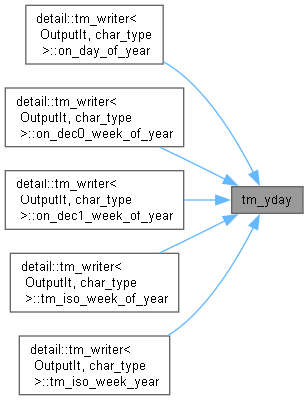 detail::tm_writer<
OutputIt, char_type
>::on_day_of_year
detail::tm_writer<
OutputIt, char_type
>::on_dec0_week_of_year
detail::tm_writer<
OutputIt, char_type
>::on_dec1_week_of_year
tm_yday
detail::tm_writer<
OutputIt, char_type
>::tm_iso_week_of_year
detail::tm_writer<
OutputIt, char_type
>::tm_iso_week_year